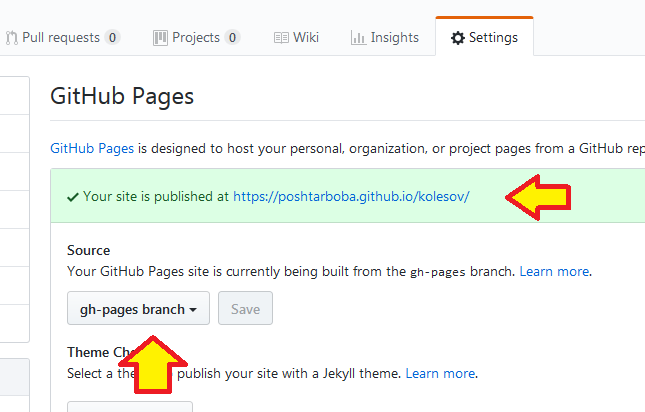 Pull requests 0 Projects 0 Wiki Insights Settings
GitHub Pages
GitHub Pages is designed to host your personal, organization, or project pages from a GitHub rep
Your site is published at https://poshtarboba.github.io/kolesov/
Source
Your GitHub Pages site is currently being built from the gh-pages branch. Learn more.
gh-pages branch Save
Theme Ch
Select a the publish your site with a Jekyll theme. Learn more.